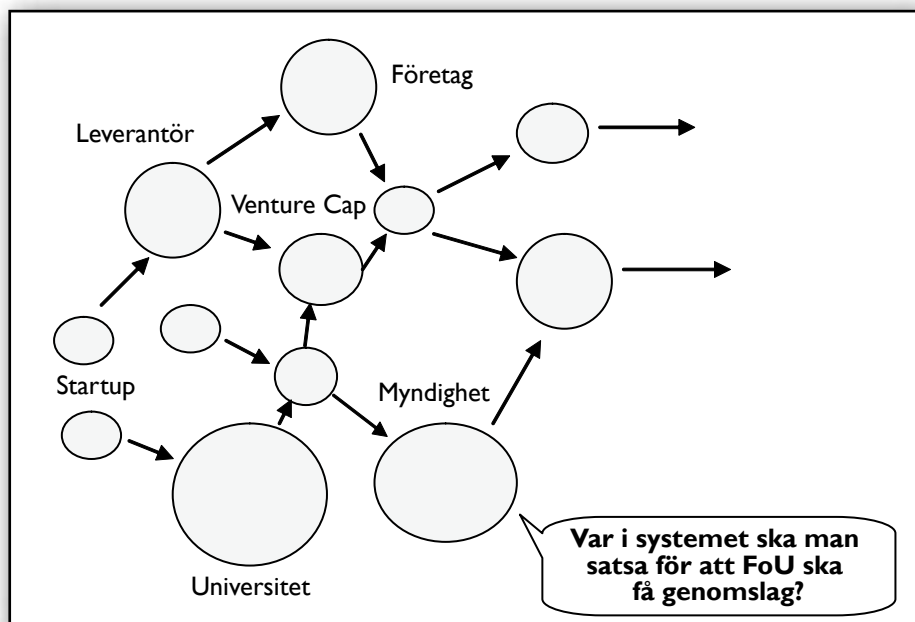 Företag
Leverantör
Venture Cap
Startup
Myndighet
Universitet
Var i systemet ska man
satsa för att FoU ska
få genomslag?